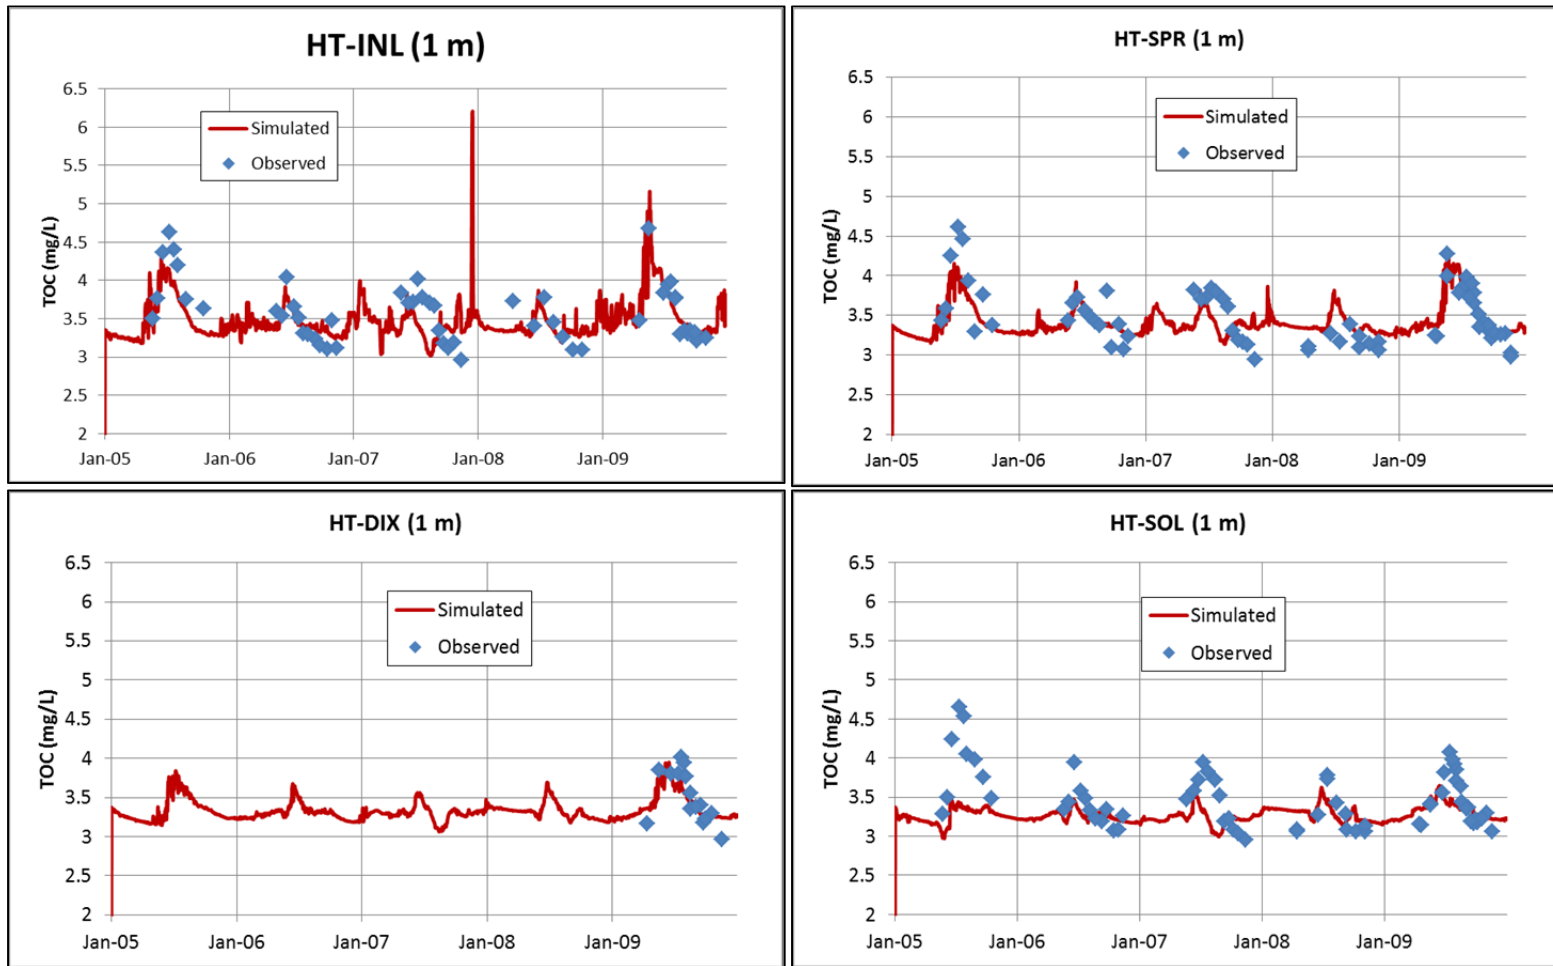 HT-INL (1 m)
6.5
6
5.5
5
4.5
4
3.5
3
2.5
2
TOC (mg/L)
Simulated
Observed
Jan-05 Jan-06 Jan-07 Jan-08 Jan-09
HT-SPR (1 m)
6.5
6
5.5
5
4.5
4
3.5
3
2.5
2
TOC (mg/L)
Simulated
Observed
Jan-05 Jan-06 Jan-07 Jan-08 Jan-09
HT-DIX (1 m)
6.5
6
5.5
5
4.5
4
3.5
3
2.5
2
TOC (mg/L)
Simulated
Observed
Jan-05 Jan-06 Jan-07 Jan-08 Jan-09
HT-SOL (1 m)
6.5
6
5.5
5
4.5
4
3.5
3
2.5
2
TOC (mg/L)
Simulated
Observed
Jan-05 Jan-06 Jan-07 Jan-08 Jan-09